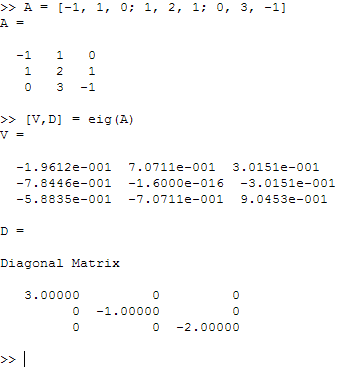 >> A = [-1, 1, 0; 1, 2, 1; 0, 3, -1]
A =
-1 1 0
1 2 1
0 3 -1
>> [V,D] = eig(A)
V =
-1.9612e-001 7.0711e-001 3.0151e-001
-7.8446e-001 -1.6000e-016 -3.0151e-001
-5.8835e-001 -7.0711e-001 9.0453e-001
D =
Diagonal Matrix
3.00000 0 0
0 -1.00000 0
0 0 -2.00000
>>